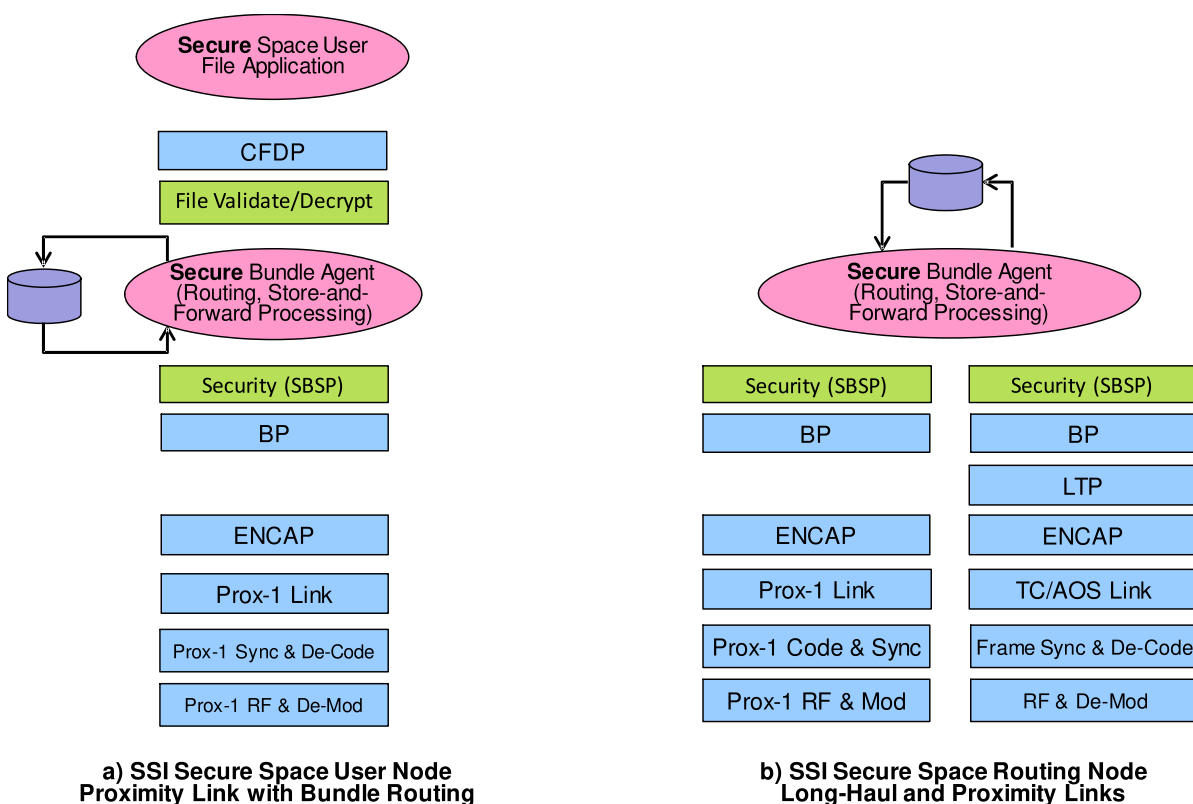 Secure Space User
File Application
CFDP
File Validate/Decrypt
Secure Bundle Agent
(Routing, Store-and-
Forward Processing)
Security (SBSP)
BP
ENCAP
Prox-1 Link
Prox-1 Sync & De-Code
Prox-1 RF & De-Mod
a) SSI Secure Space User Node
Proximity Link with Bundle Routing
Secure Bundle Agent
(Routing, Store-and-
Forward Processing)
Security (SBSP)
BP
ENCAP
Prox-1 Link
Prox-1 Code & Sync
Prox-1 RF & Mod
Security (SBSP)
BP
LTP
ENCAP
TC/AOS Link
Frame Sync & De-Code
RF & De-Mod
b) SSI Secure Space Routing Node
Long-Haul and Proximity Links